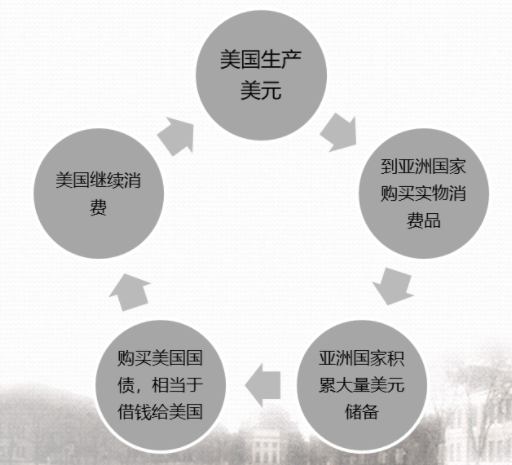 美国生产
美元
到亚洲国家
购买实物消
费品
亚洲国家积
累大量美元
储备
购买美国国
债，相当于
借钱给美国
美国继续消
费